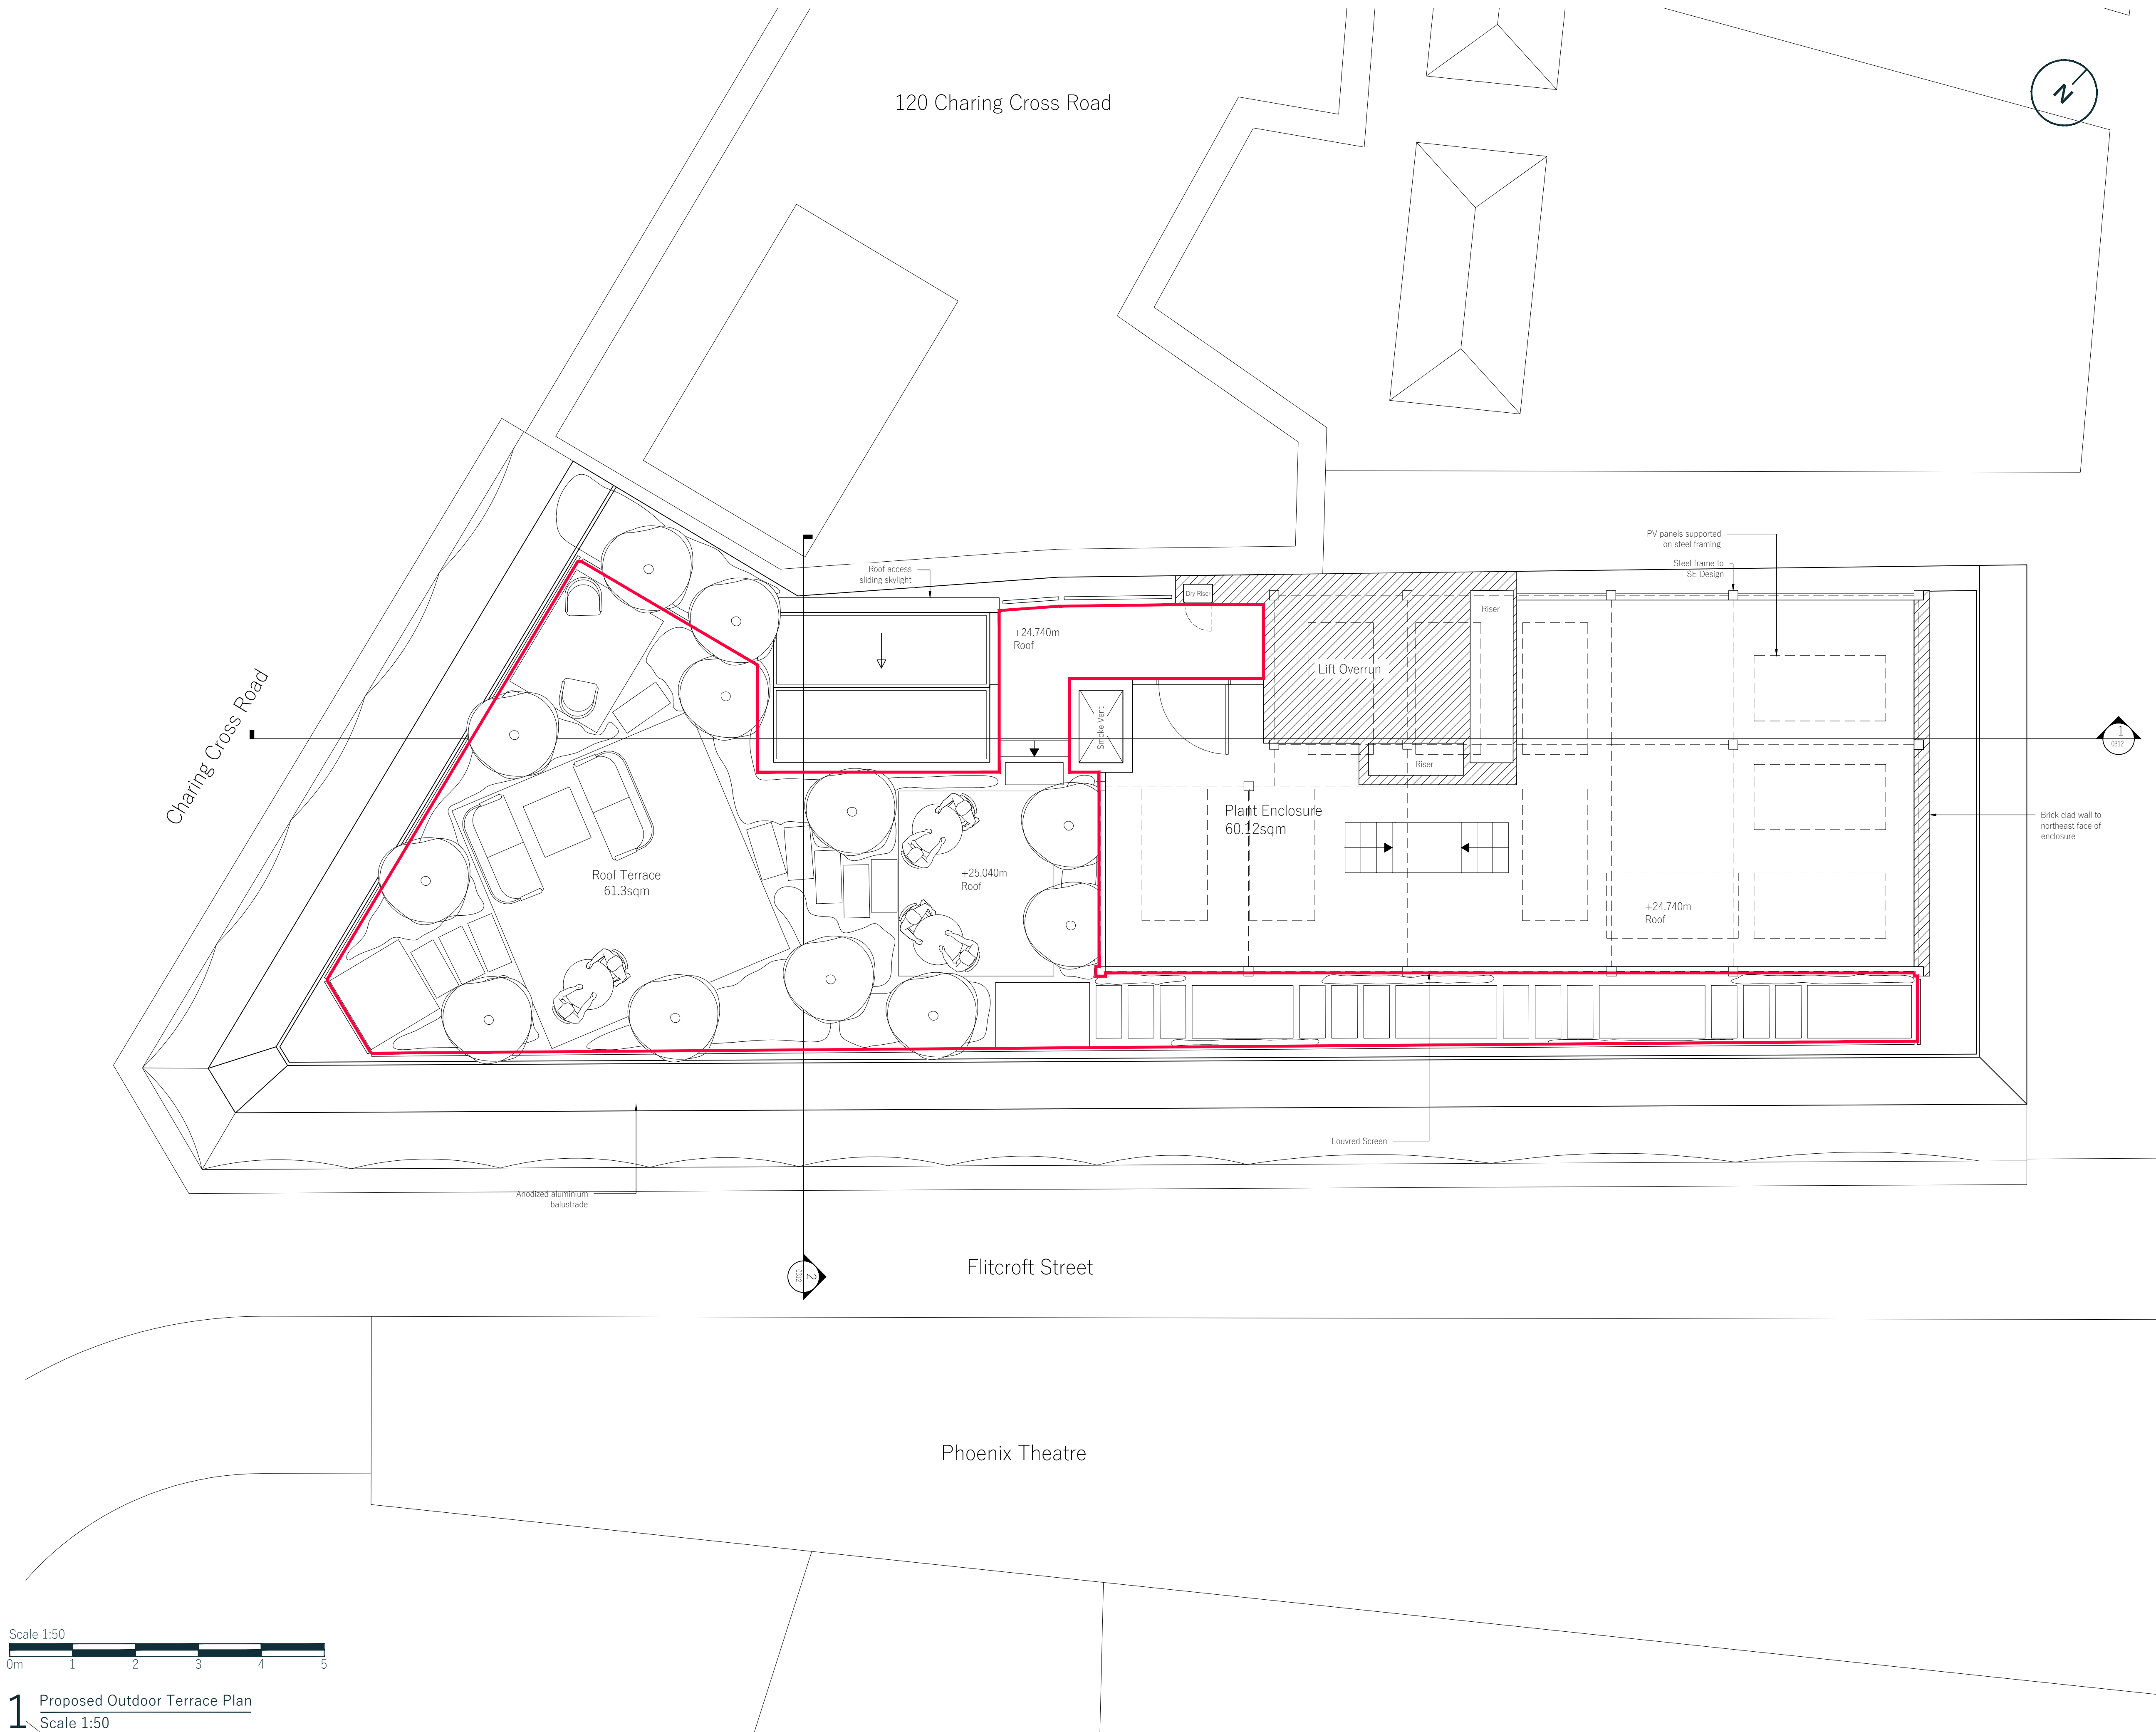 120 Charing Cross Road
N
PV panels supported
on steel framing
Steel frame to
SE Design
Roof access
sliding skylight
Dry Riser
Riser
+24.740m
Roof
Lift Overrun
Charing Cross Road
Smoke Vent
1
0312
Riser
Plant Enclosure
60.12sqm
Brick clad wall to
northeast face of
enclosure
Roof Terrace
61.3sqm
+25.040m
Roof
+24.740m
Roof
Louvred Screen
Anodized aluminium
balustrade
Flitcroft Street
2
0312
Phoenix Theatre
Scale 1:50
0m 1 2 3 4 5
1 Proposed Outdoor Terrace Plan
Scale 1:50